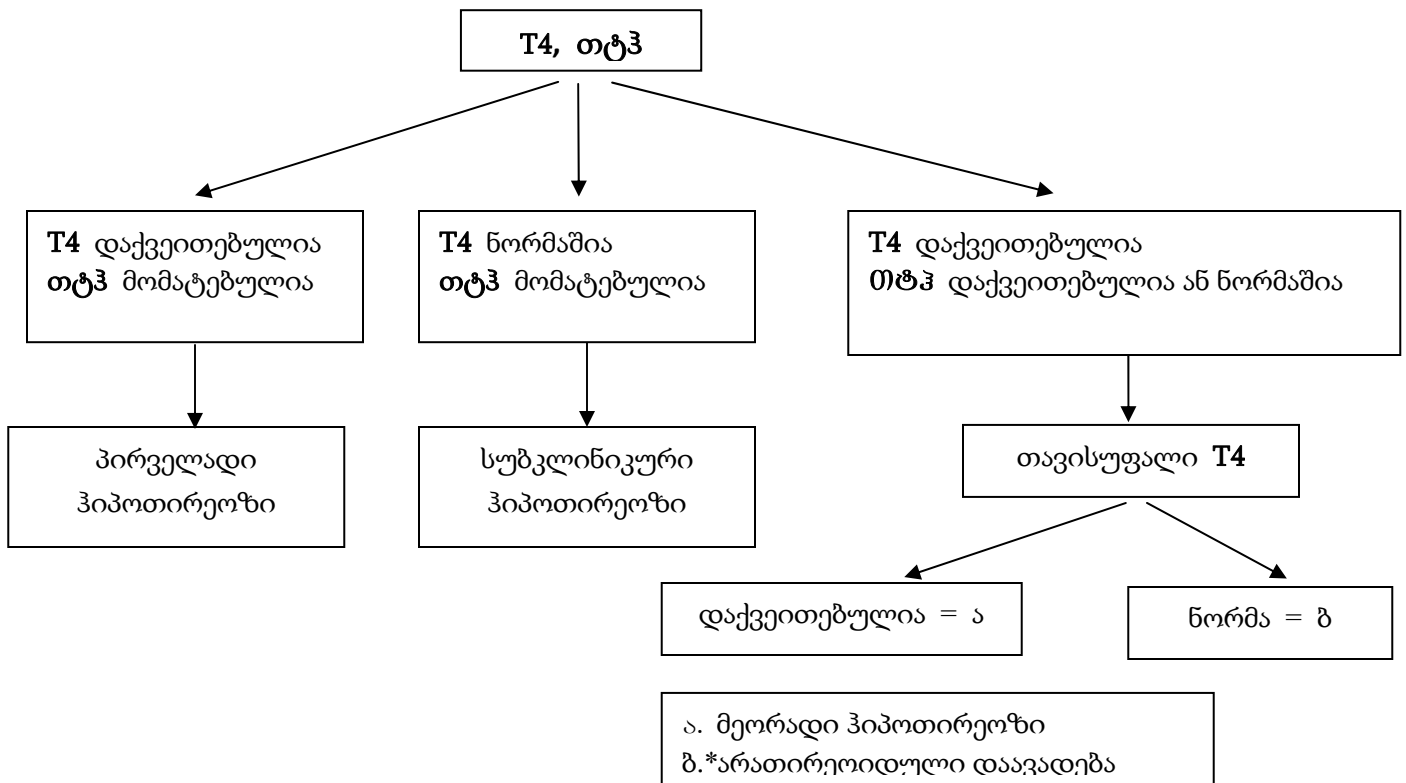 T4, თტჰ
T4 დაქვეითებულია
თტჰ მომატებულია
T4 ნორმაშია
თტჰ მომატებულია
T4 დაქვეითებულია
თტჰ დაქვეითებულია ან ნორმაშია
პირველადი
ჰიპოთირეოზი
სუბკლინიკური
ჰიპოთირეოზი
თავისუფალი T4
დაქვეითებულია = ა
ნორმა = ბ
ა. მეორადი ჰიპოთირეოზი
ბ.*არათირეოიდული დაავადება